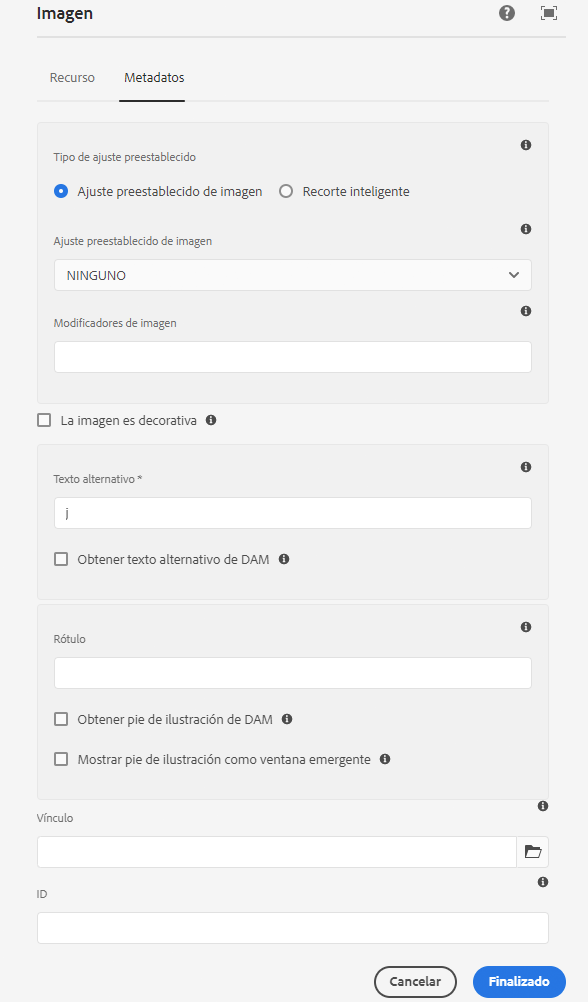 Imagen
Recurso Metadatos
Tipo de ajuste preestablecido
Ajuste preestablecido de imagen Recorte inteligente
Ajuste preestablecido de imagen
NINGUNO
Modificadores de imagen
La imagen es decorativa
Texto alternativo *
j
Obtener texto alternativo de DAM
Rótulo
Obtener pie de ilustración de DAM
Mostrar pie de ilustración como ventana emergente
Vínculo
ID
Cancelar Finalizado